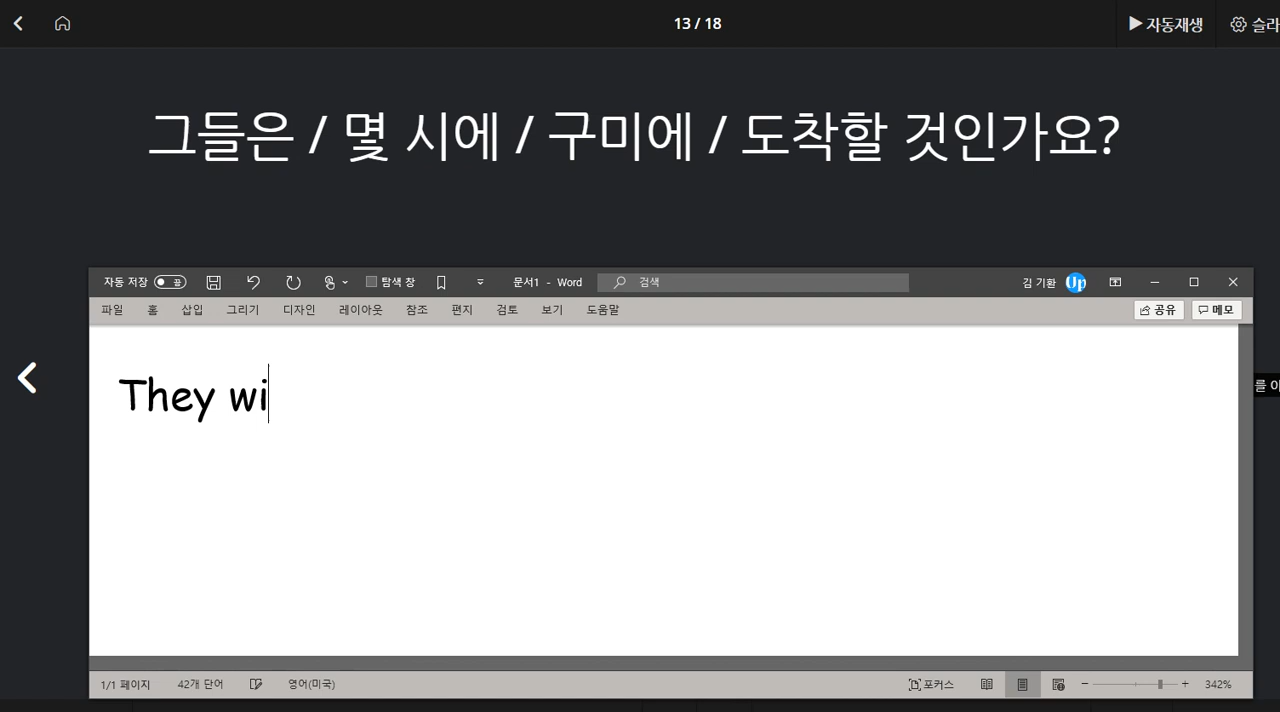 13 / 18
▶ 자동재생
슬라
그들은 / 몇 시에 / 구미에 / 도착할 것인가요?
자동 저장 끔 탐색 창 문서1 - Word 검색 김 기환 Up
파일 홈 삽입 그리기 디자인 레이아웃 참조 편지 검토 보기 도움말 공유 메모
They wi
를 이
1/1 페이지 42개 단어 영어(미국) 포커스 342%